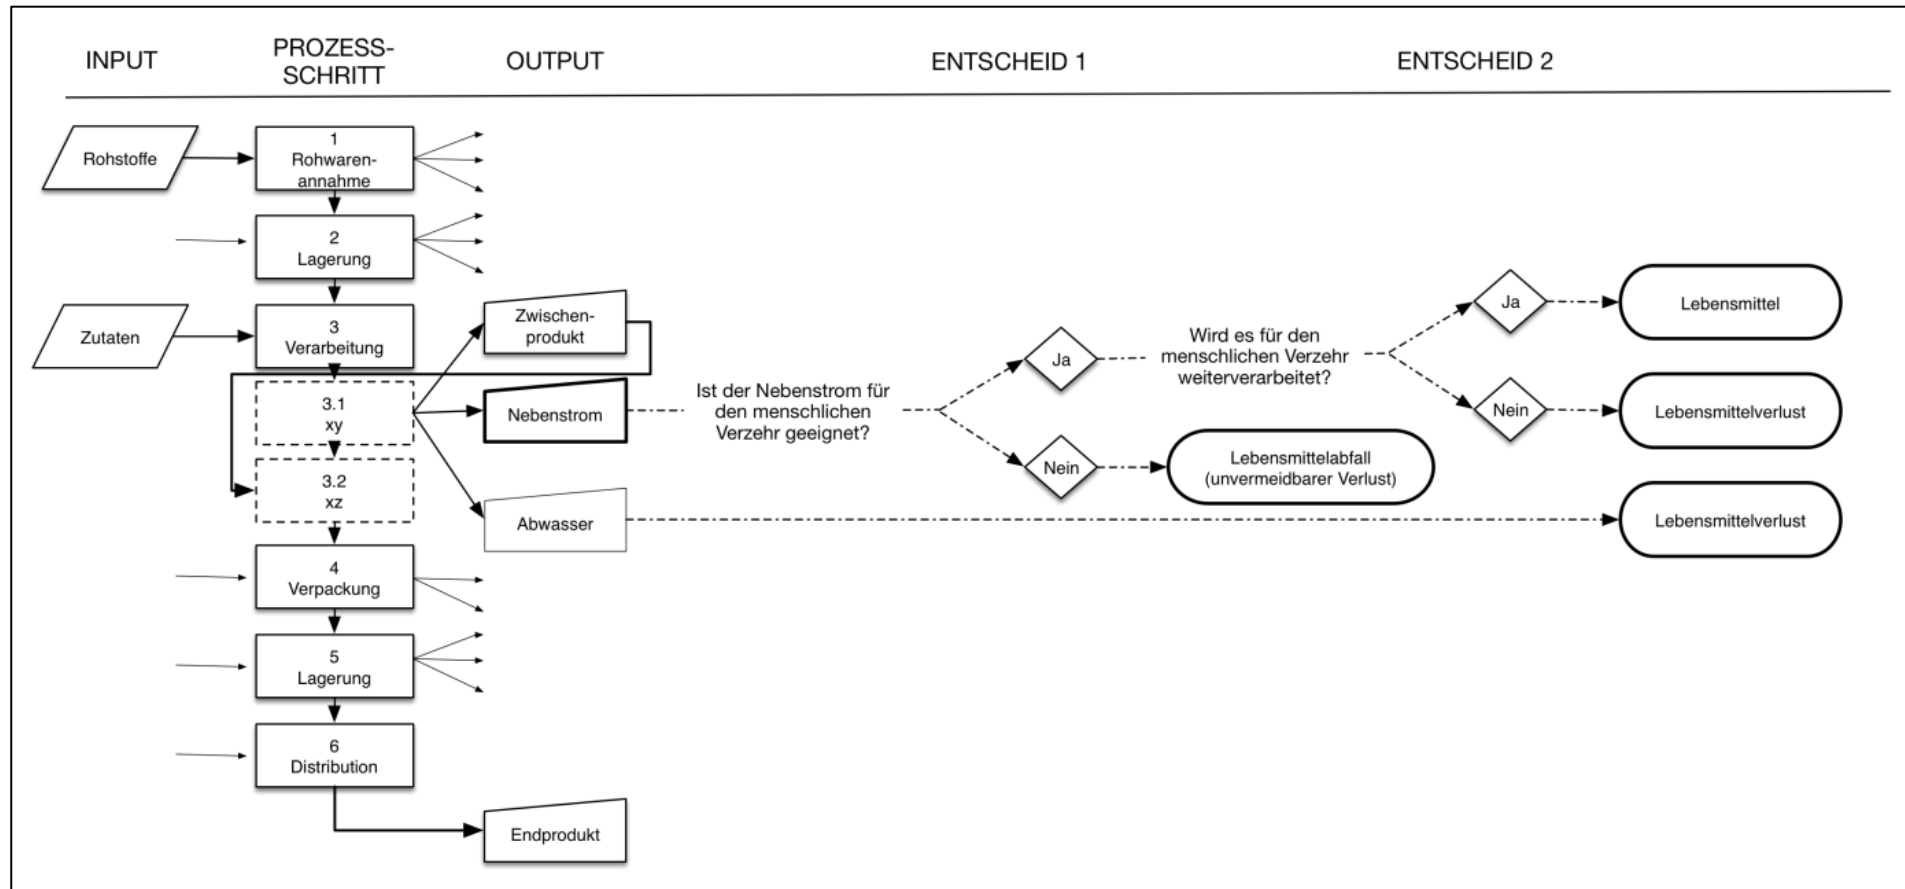 INPUT
PROZESS-
SCHRITT
OUTPUT
ENTSCHEID 1
ENTSCHEID 2
Rohstoffe
1
Rohwaren-
annahme
2
Lagerung
Zutaten
3
Verarbeitung
Zwischen-
produkt
3.1
xy
Nebenstrom
Ist der Nebenstrom für
den menschlichen
Verzehr geeignet?
Ja
Wird es für den
menschlichen Verzehr
weiterverarbeitet?
Ja
Lebensmittel
Nein
Lebensmittelverlust
Nein
Lebensmittelabfall
(unvermeidbarer Verlust)
3.2
xz
Abwasser
Lebensmittelverlust
4
Verpackung
5
Lagerung
6
Distribution
Endprodukt